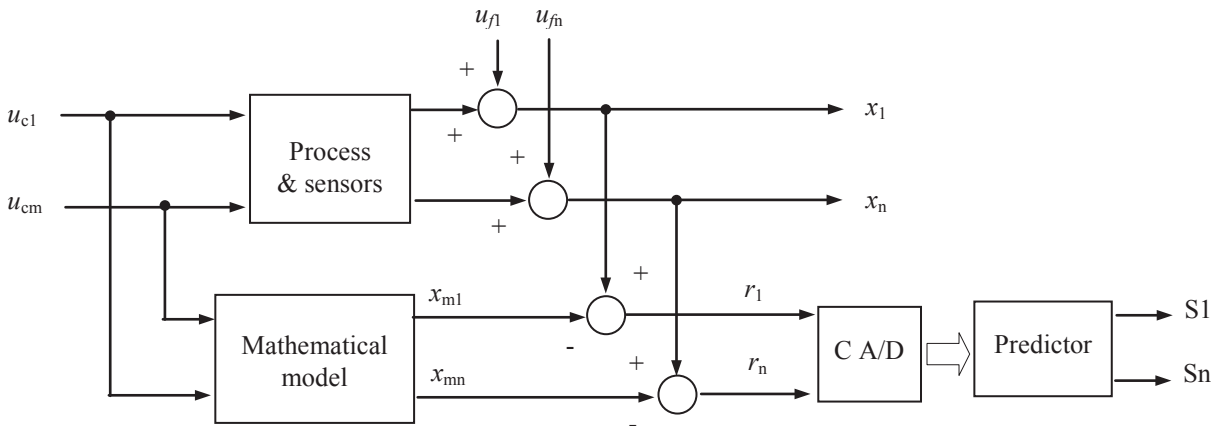 u_f1 u_fn
+
u_c1
x_1
+
Process
& sensors
+
u_cm
x_n
+
x_m1
+
r_1
-
Mathematical
model
C A/D
Predictor
S1
x_mn
+
r_n
Sn
-